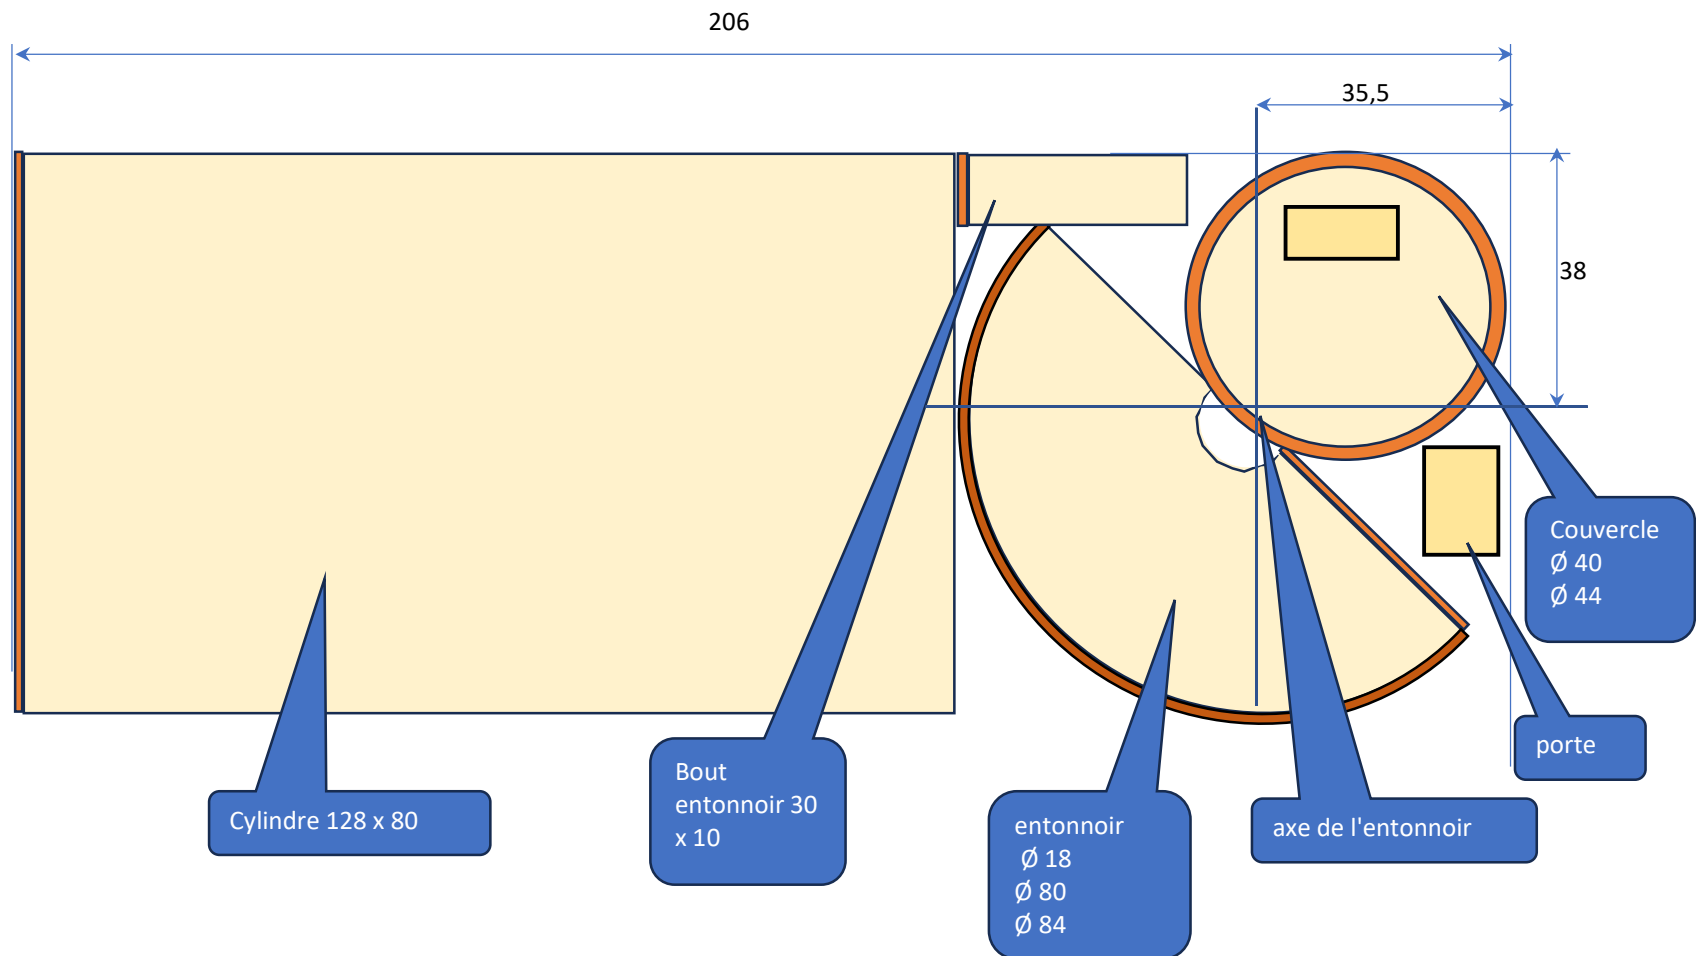 206
35,5
38
Couvercle
Ø 40
Ø 44
porte
Bout
entonnoir 30
x 10
Cylindre 128 x 80
entonnoir
Ø 18
Ø 80
Ø 84
axe de l'entonnoir